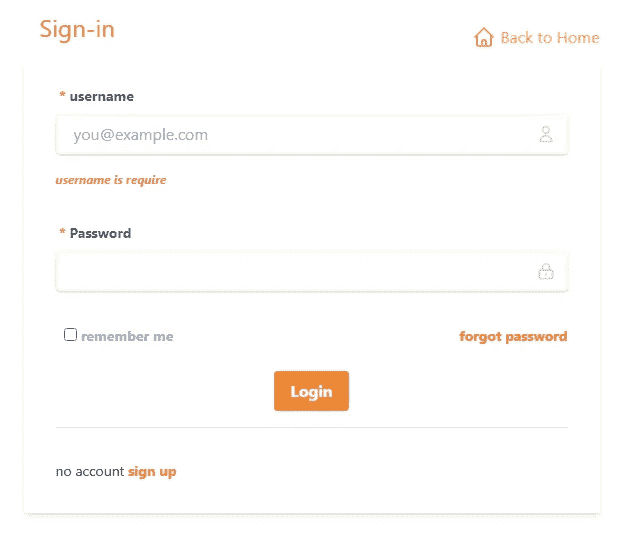 Sign-in
Back to Home
* username
you@example.com
username is require
* Password
remember me
forgot password
Login
no account sign up